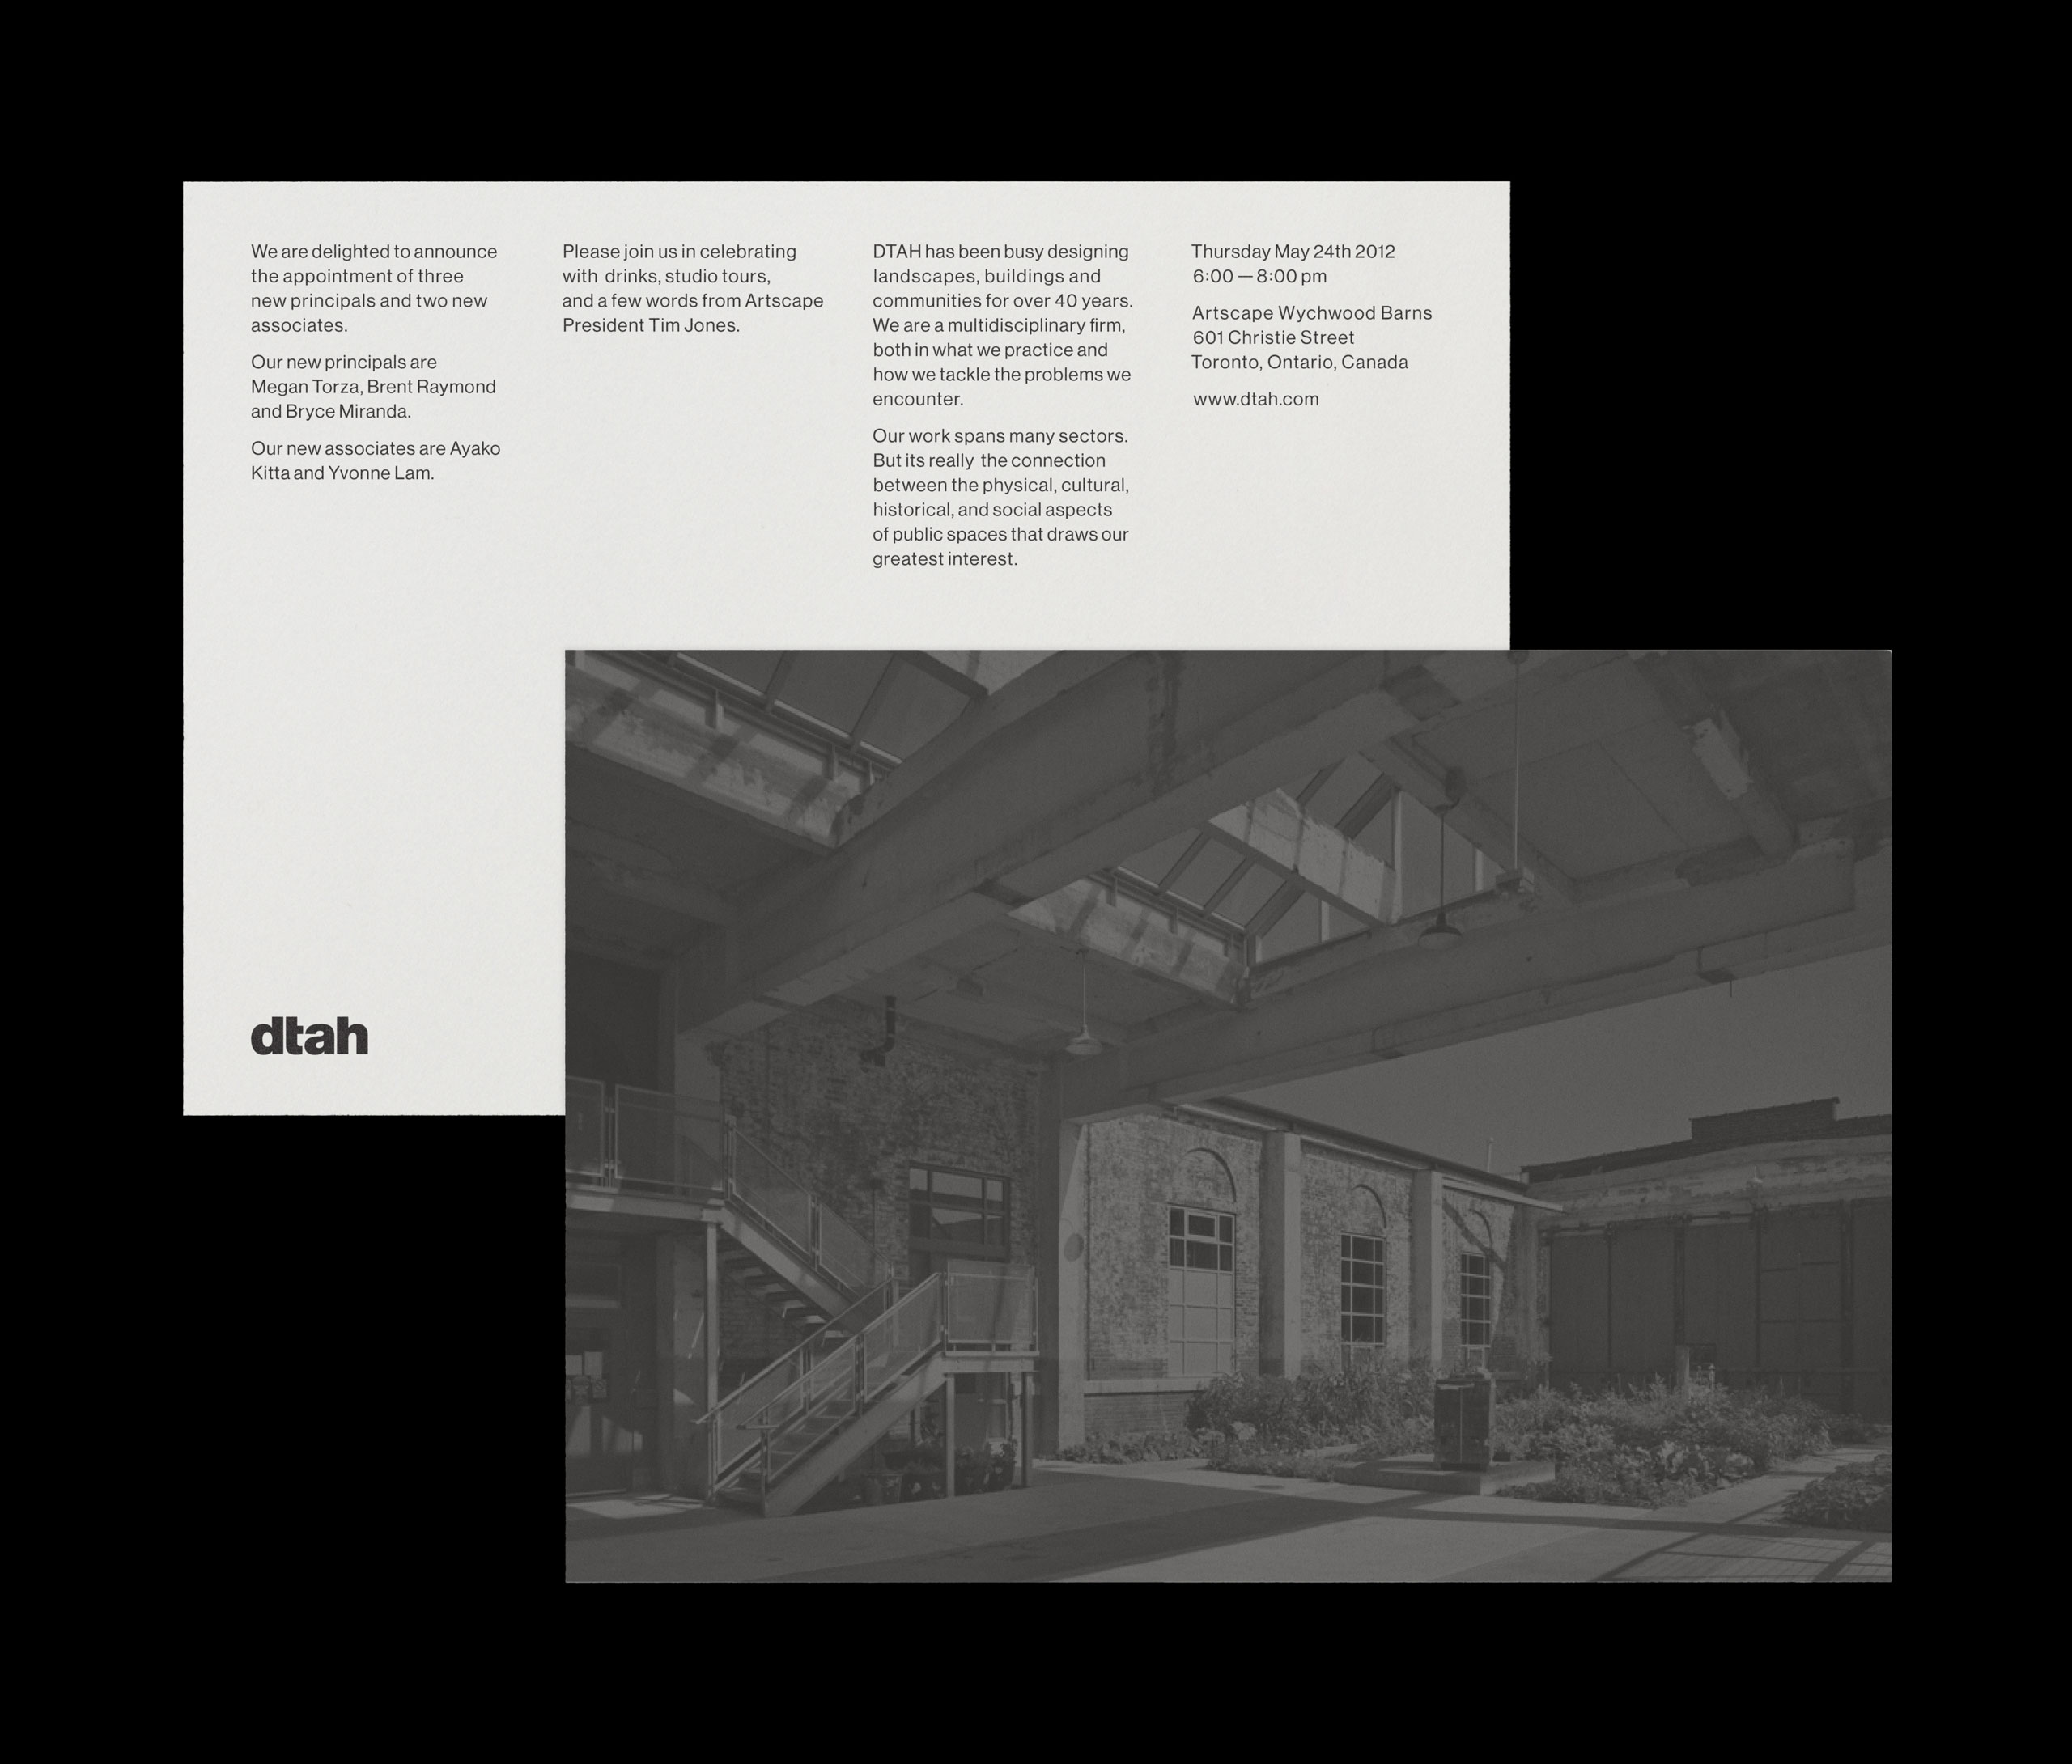 We are delighted to announce
the appointment of three
new principals and two new
associates.
Our new principals are
Megan Torza, Brent Raymond
and Bryce Miranda.
Our new associates are Ayako
Kitta and Yvonne Lam.
Please join us in celebrating
with drinks, studio tours,
and a few words from Artscape
President Tim Jones.
DTAH has been busy designing
landscapes, buildings and
communities for over 40 years.
We are a multidisciplinary firm,
both in what we practice and
how we tackle the problems we
encounter.
Our work spans many sectors.
But its really the connection
between the physical, cultural,
historical, and social aspects
of public spaces that draws our
greatest interest.
Thursday May 24th 2012
6:00 — 8:00 pm
Artscape Wychwood Barns
601 Christie Street
Toronto, Ontario, Canada
www.dtah.com
dtah